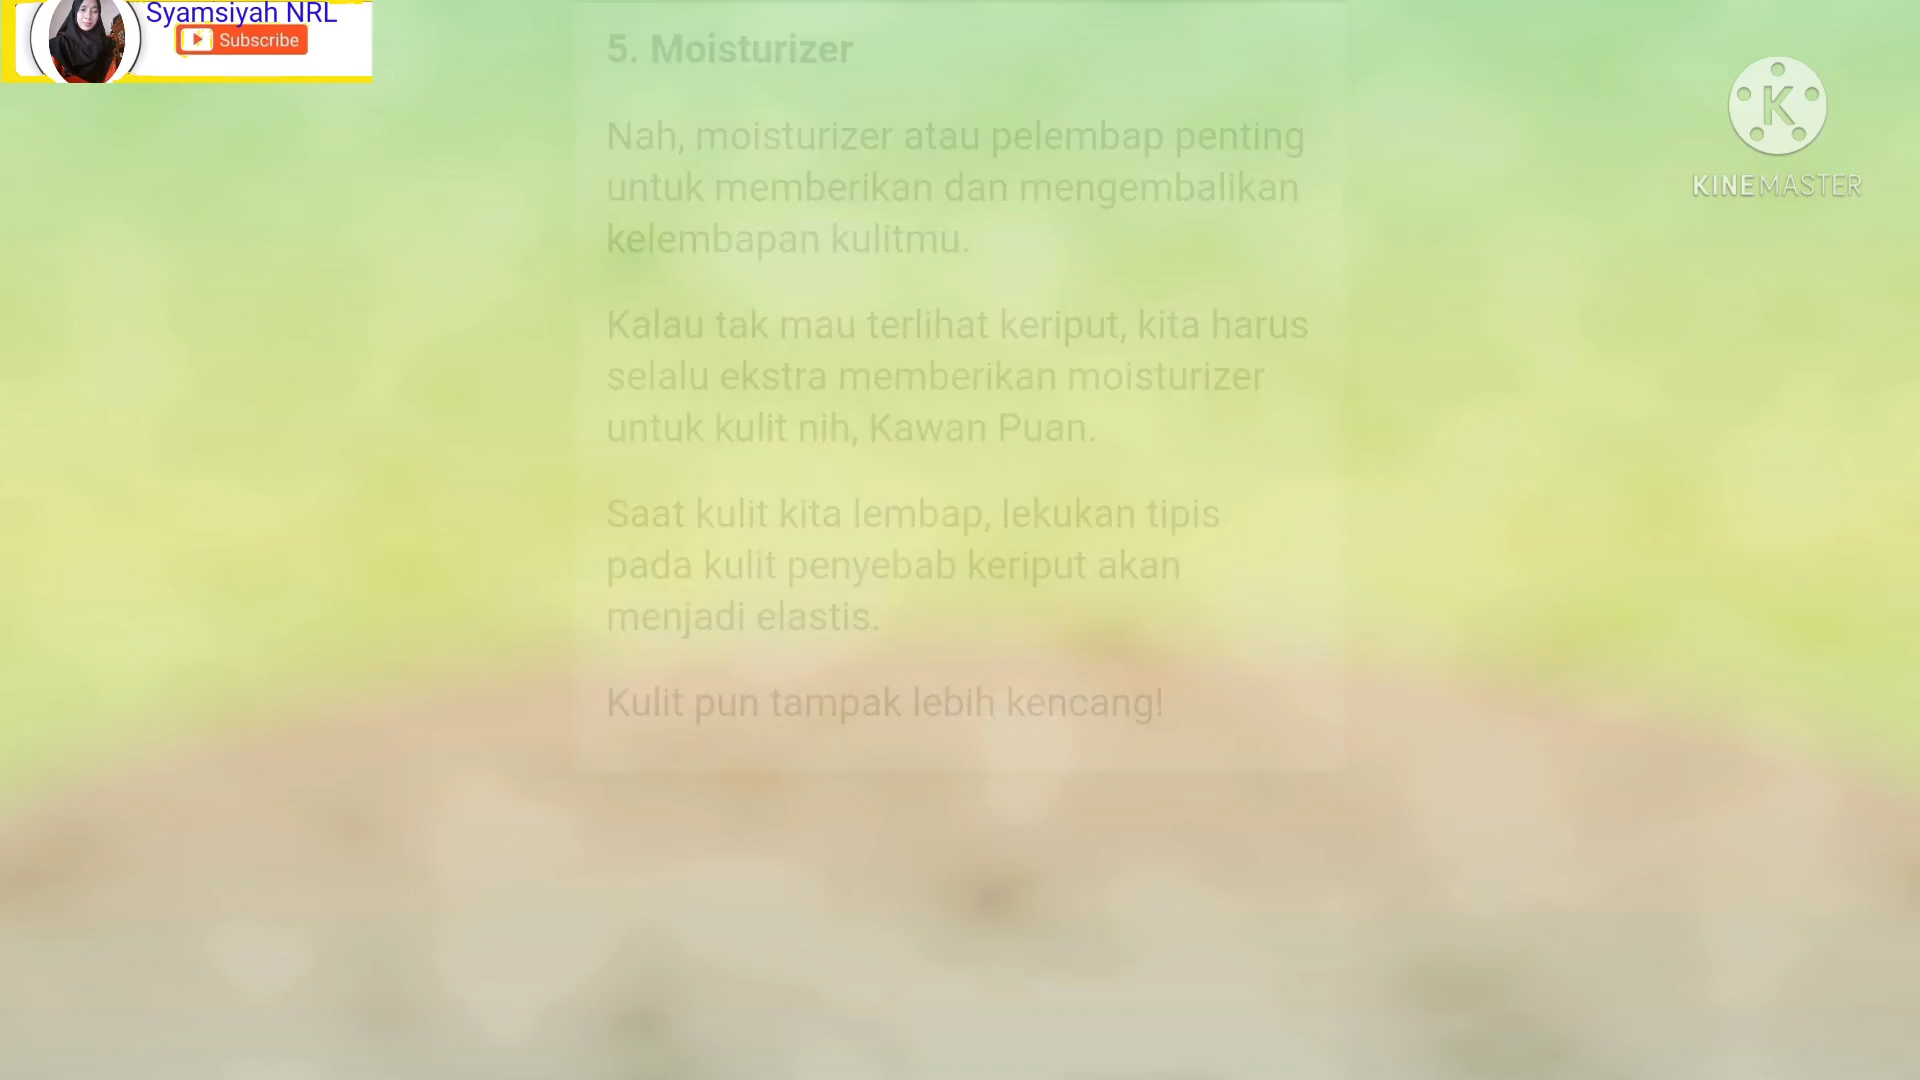 Syamsiyah NRL
Subscribe
5. Moisturizer
Nah, moisturizer atau pelembap penting
untuk memberikan dan mengembalikan
kelembapan kulitmu.
Kalau tak mau terlihat keriput, kita harus
selalu ekstra memberikan moisturizer
untuk kulit nih, Kawan Puan.
Saat kulit kita lembap, lekukan tipis
pada kulit penyebab keriput akan
menjadi elastis.
Kulit pun tampak lebih kencang!
K
KINEMASTER